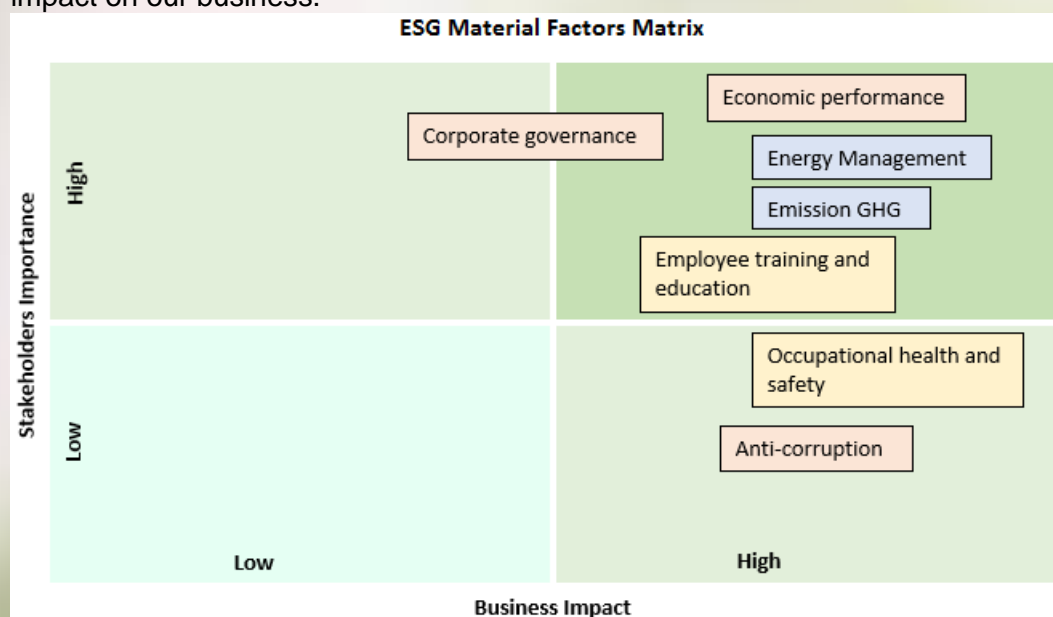 impact on our business.
ESG Material Factors Matrix
Economic performance
Corporate governance
Energy Management
High
Emission GHG
Employee training and
education
Stakeholders Importance
Occupational health and
safety
Low
Anti-corruption
Low
High
Business Impact